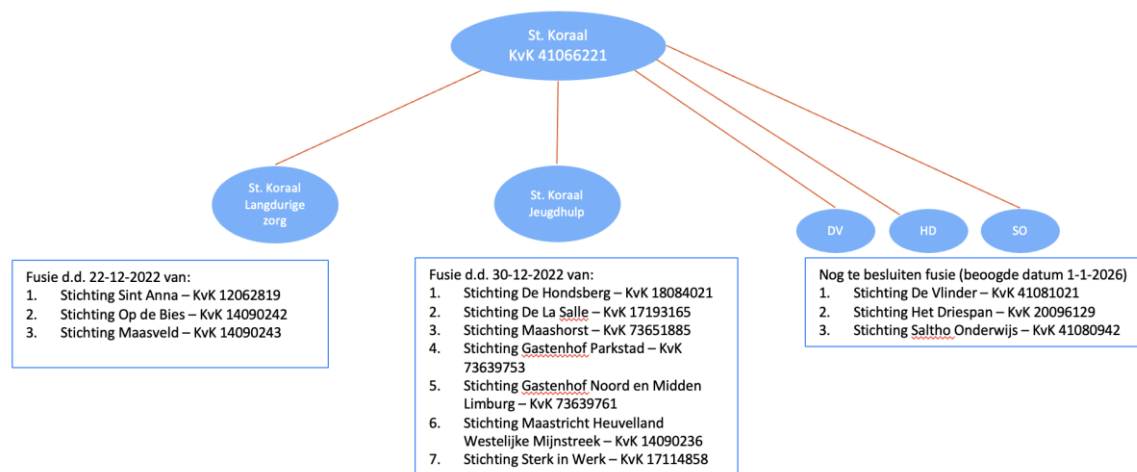 St. Koraal
KvK 41066221
St. Koraal
Langdurige
zorg
St. Koraal
Jeugdhulp
DV
HD
SO
Fusie d.d. 22-12-2022 van:
1. Stichting Sint Anna – KvK 12062819
2. Stichting Op de Bies – KvK 14090242
3. Stichting Maasveld – KvK 14090243
Fusie d.d. 30-12-2022 van:
1. Stichting De Hondsberg – KvK 18084021
2. Stichting De La Salle – KvK 17193165
3. Stichting Maashorst – KvK 73651885
4. Stichting Gastenhof Parkstad – KvK
73639753
5. Stichting Gastenhof Noord en Midden
Limburg – KvK 73639761
6. Stichting Maastricht Heuvelland
Westelijke Mijnstreek – KvK 14090236
7. Stichting Sterk in Werk – KvK 17114858
Nog te besluiten fusie (beoogde datum 1-1-2026)
1. Stichting De Vlinder – KvK 41081021
2. Stichting Het Driespan – KvK 20096129
3. Stichting Saltho Onderwijs – KvK 41080942